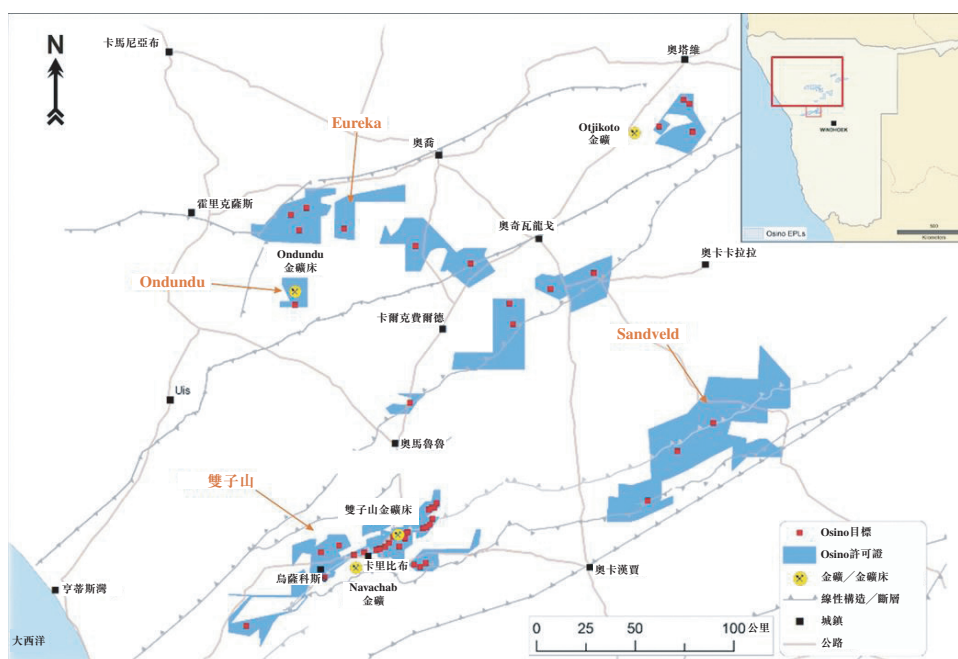 N
卡馬尼亞布
奧塔維
WINDHOEK
500
Kilometres
Osino EPLs
Eureka
Otjikoto
金礦
奧喬
霍里克薩斯
奧奇瓦龍戈
奧卡卡拉拉
Ondundu
金礦床
Ondundu
卡爾克費爾德
Sandveld
Uis
奧馬魯魯
雙子山
雙子山金礦床
卡里比布
烏薩科斯
Navachab
金礦
奧卡漢賈
亨蒂斯灣
大西洋
0 25 50 100 公里
Osino目標
Osino許可證
金礦／金礦床
線性構造／斷層
城鎮
公路